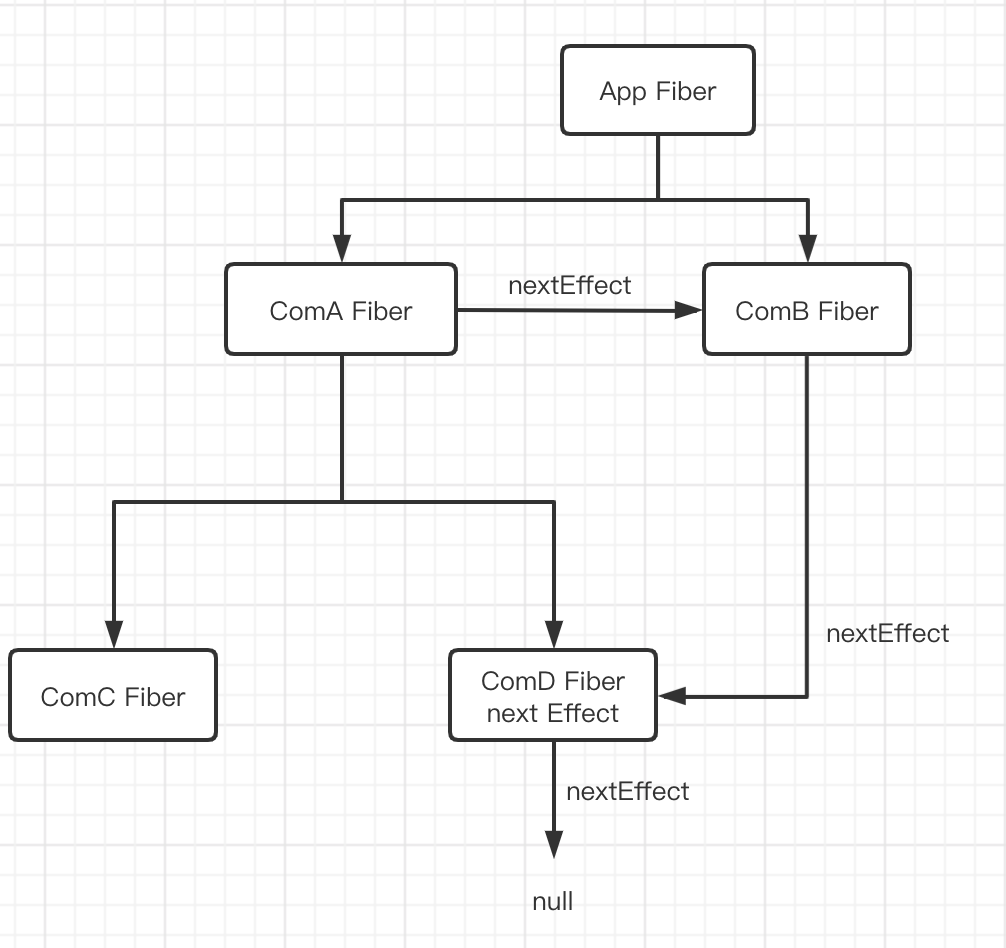 App Fiber
nextEffect
ComA Fiber
ComB Fiber
nextEffect
ComC Fiber
ComD Fiber
next Effect
nextEffect
null